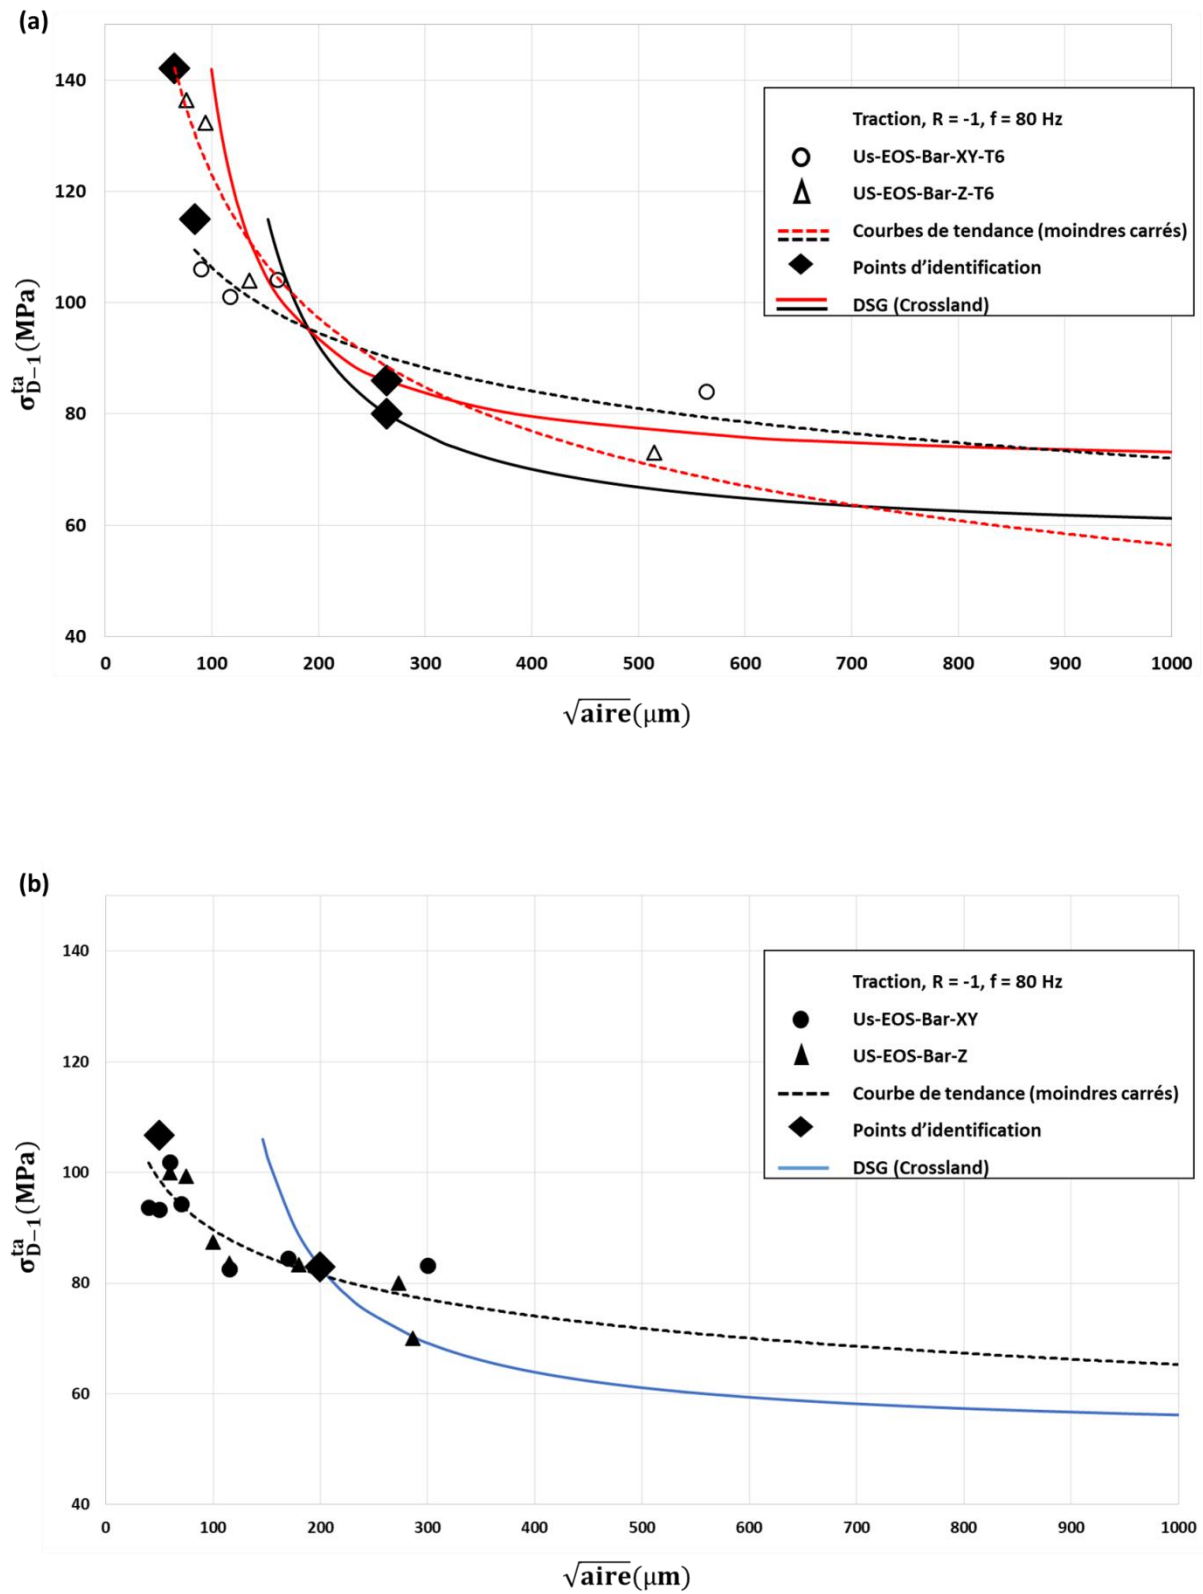 (a)
140
120
100
80
60
40
σ^{ta}_{D−1}(MPa)
0 100 200 300 400 500 600 700 800 900 1000
√aire(μm)
Traction, R = -1, f = 80 Hz
Us-EOS-Bar-XY-T6
US-EOS-Bar-Z-T6
Courbes de tendance (moindres carrés)
Points d’identification
DSG (Crossland)
(b)
140
120
100
80
60
40
σ^{ta}_{D−1}(MPa)
0 100 200 300 400 500 600 700 800 900 1000
√aire(μm)
Traction, R = -1, f = 80 Hz
Us-EOS-Bar-XY
US-EOS-Bar-Z
Courbe de tendance (moindres carrés)
Points d’identification
DSG (Crossland)